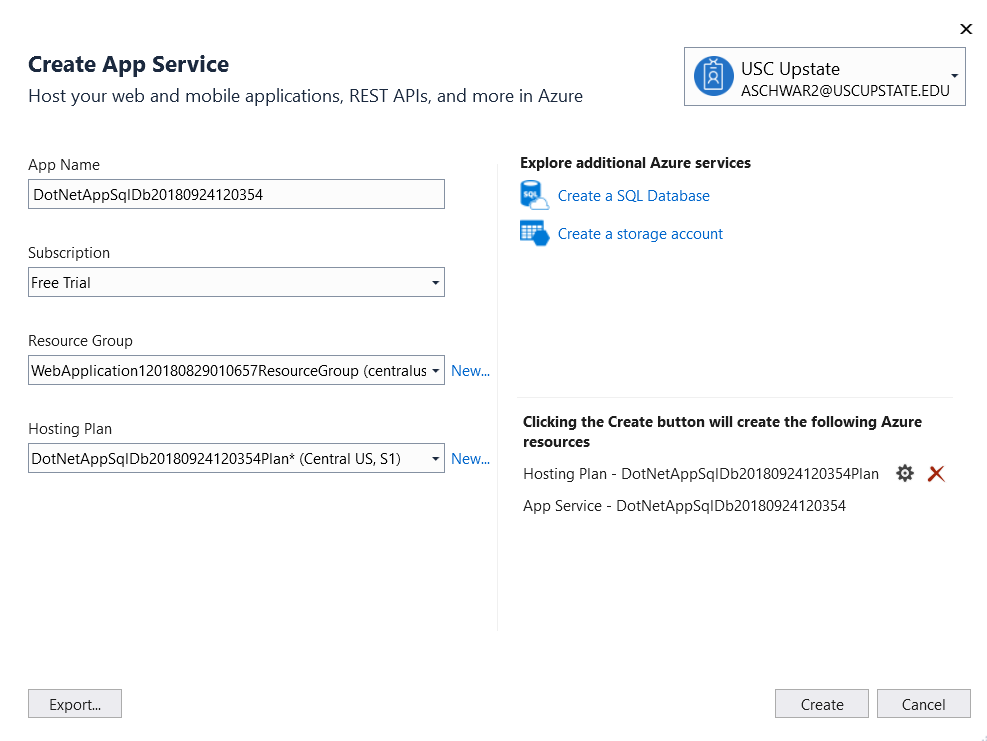 Create App Service
Host your web and mobile applications, REST APIs, and more in Azure
USC Upstate
ASCHWAR2@USCUPSTATE.EDU
App Name
DotNetAppSqlDb20180924120354
Subscription
Free Trial
Resource Group
WebApplication120180829010657ResourceGroup (centralus
New...
Hosting Plan
DotNetAppSqlDb20180924120354Plan* (Central US, S1)
New...
Explore additional Azure services
SQL
Create a SQL Database
Create a storage account
Clicking the Create button will create the following Azure
resources
Hosting Plan - DotNetAppSqlDb20180924120354Plan
App Service - DotNetAppSqlDb20180924120354
Export...
Create
Cancel